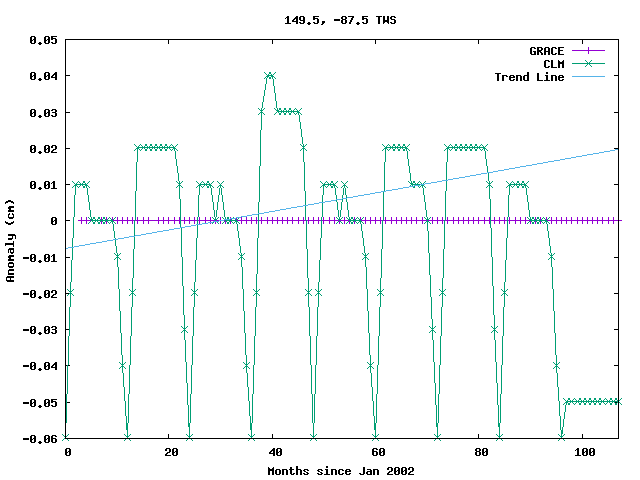 149.5, -87.5 TWS
GRACE
CLM
Trend Line
0.05
0.04
0.03
0.02
0.01
0
-0.01
-0.02
-0.03
-0.04
-0.05
-0.06
Anomaly (cm)
0 20 40 60 80 100
Months since Jan 2002